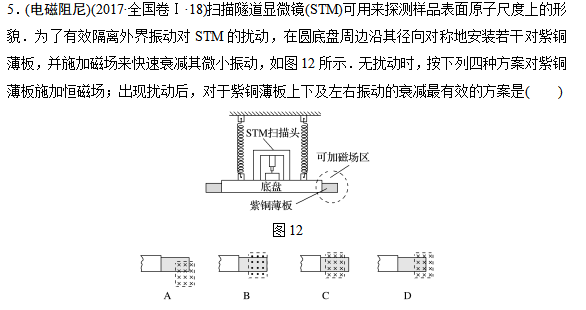 5．(电磁阻尼)(2017·全国卷Ⅰ·18)扫描隧道显微镜(STM)可用来探测样品表面原子尺度上的形
貌．为了有效隔离外界振动对 STM 的扰动，在圆底盘周边沿其径向对称地安装若干对紫铜
薄板，并施加磁场来快速衰减其微小振动，如图 12 所示．无扰动时，按下列四种方案对紫铜
薄板施加恒磁场；出现扰动后，对于紫铜薄板上下及左右振动的衰减最有效的方案是(　　)
STM扫描头
可加磁场区
底盘
紫铜薄板
图 12
A B C D